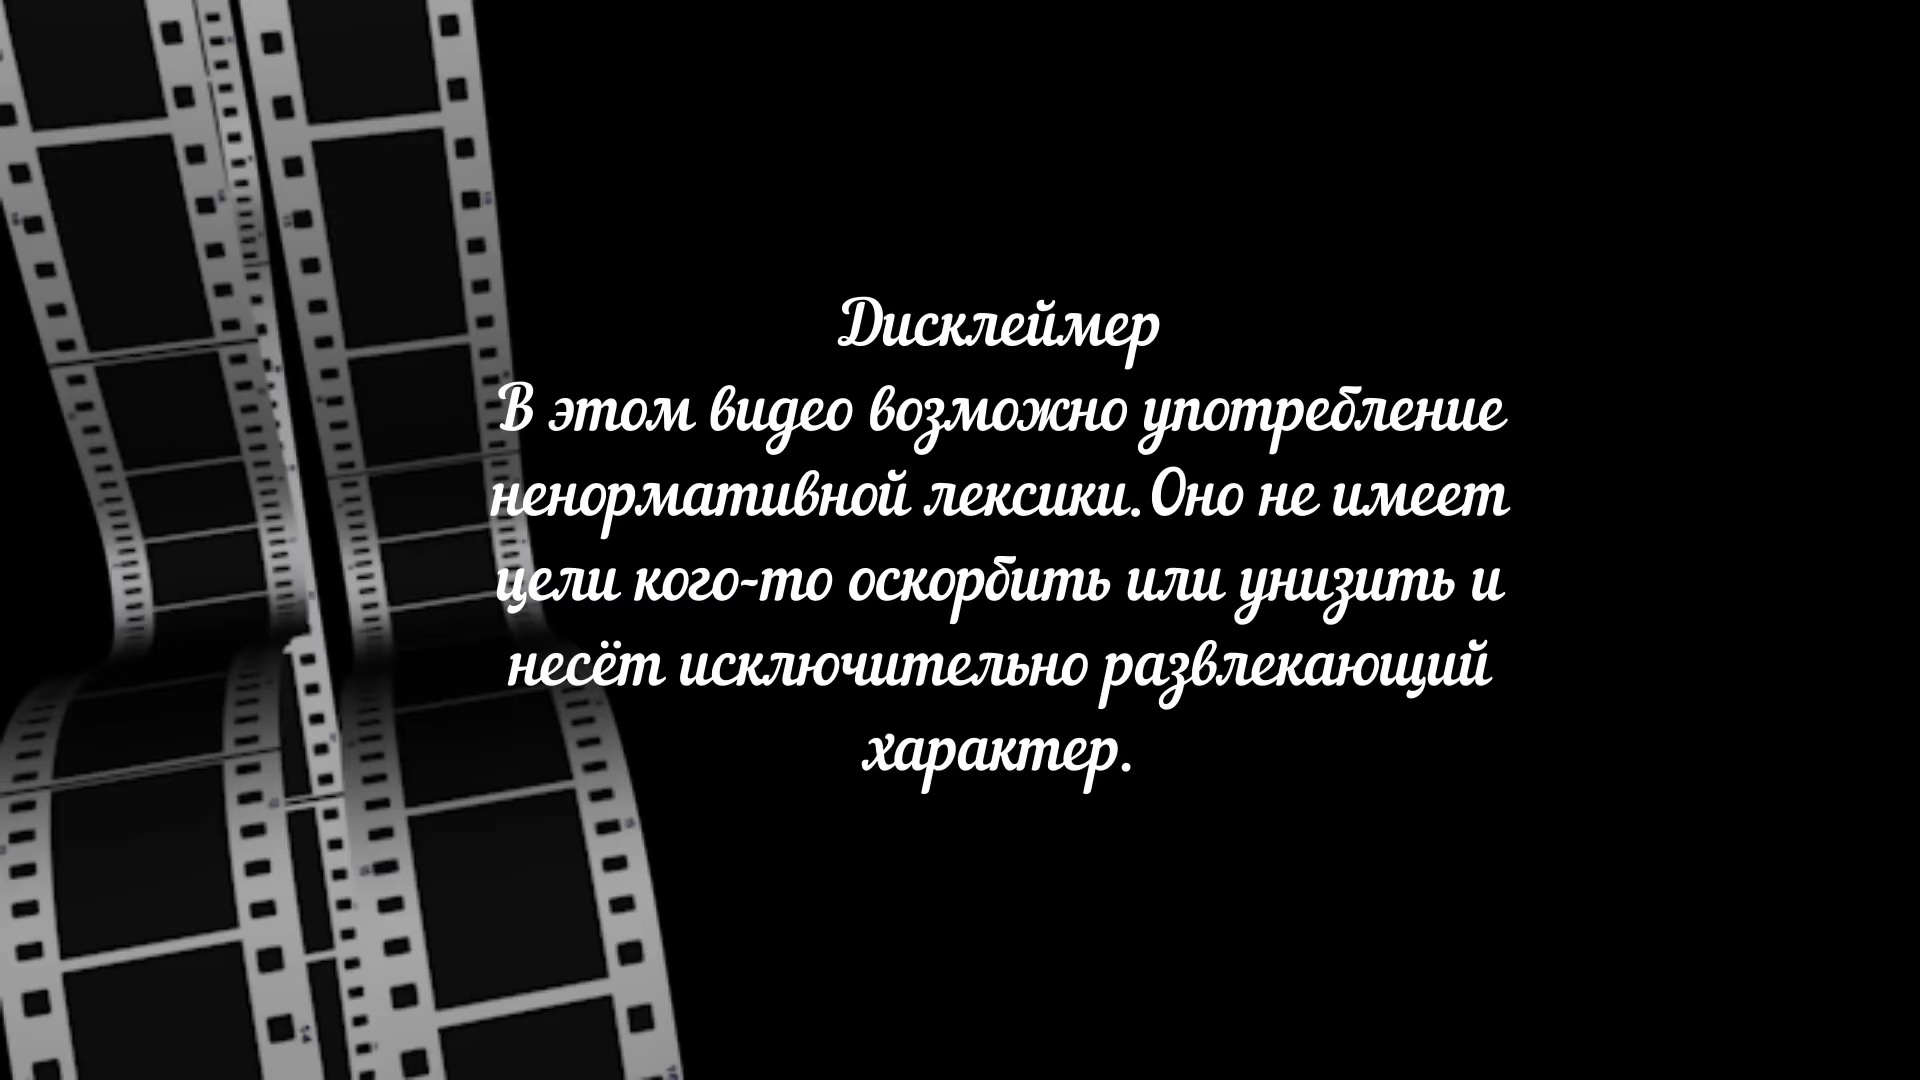 Дисклеймер
В этом видео возможно употребление
ненормативной лексики. Оно не имеет
цели кого-то оскорбить или унизить и
несёт исключительно развлекающий
характер.